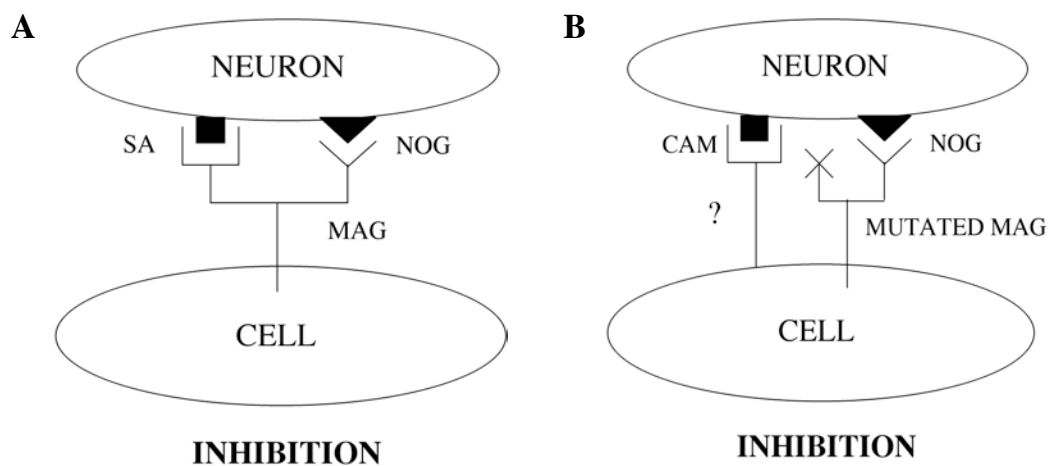 A
NEURON
SA
NOG
MAG
CELL
INHIBITION
B
NEURON
CAM
NOG
?
MUTATED MAG
CELL
INHIBITION